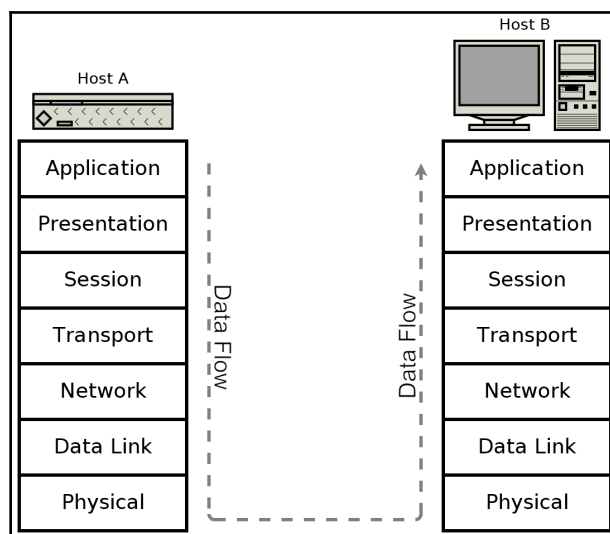 Host A
Host B
Application
Presentation
Session
Transport
Network
Data Link
Physical
Data Flow
Data Flow
Application
Presentation
Session
Transport
Network
Data Link
Physical